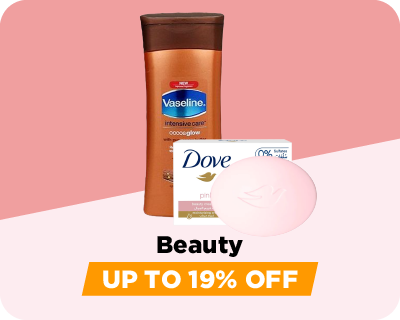 NEW
Vaseline.
intensive care
cocoa glow
Dove
0%
Beauty
UP TO 19% OFF